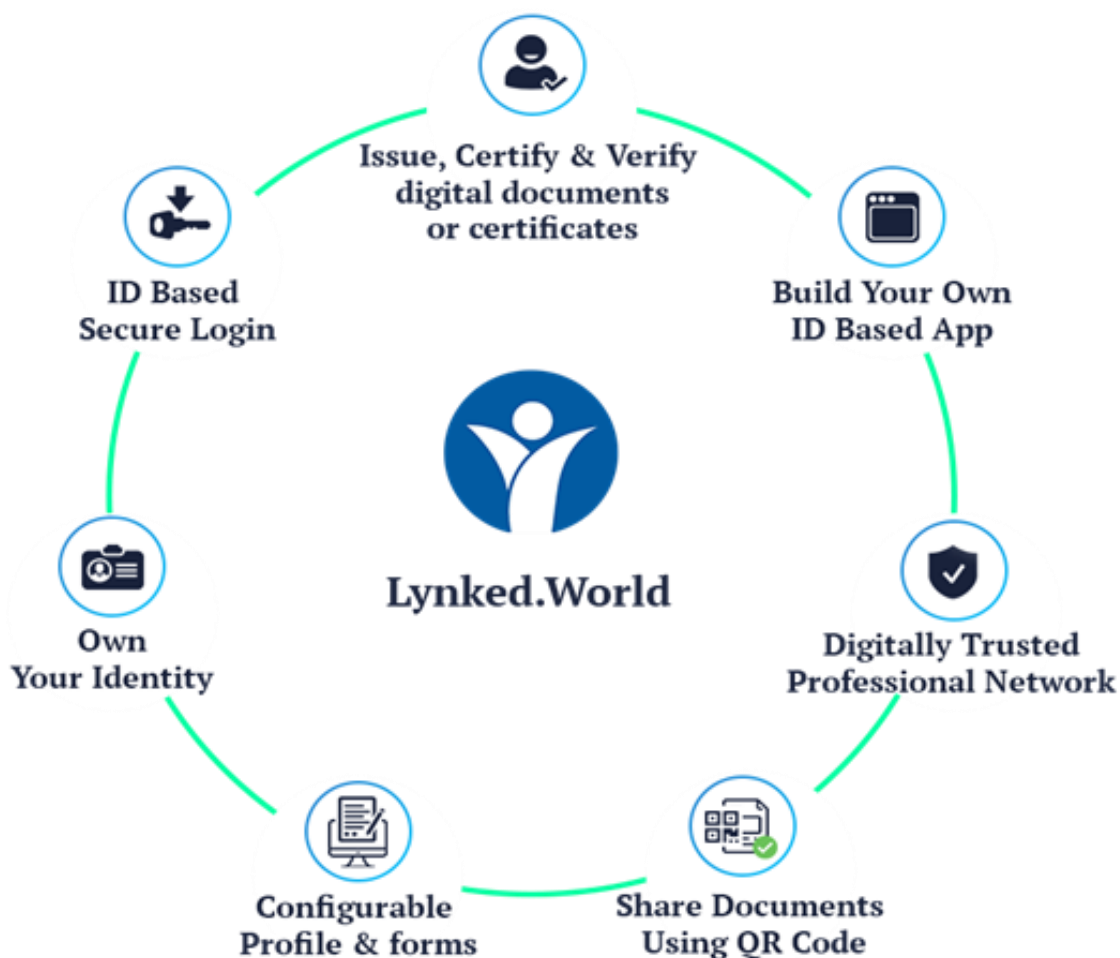 Issue, Certify & Verify
digital documents
or certificates
Build Your Own
ID Based App
Digitally Trusted
Professional Network
Share Documents
Using QR Code
Configurable
Profile & forms
Own
Your Identity
ID Based
Secure Login
Lynked.World